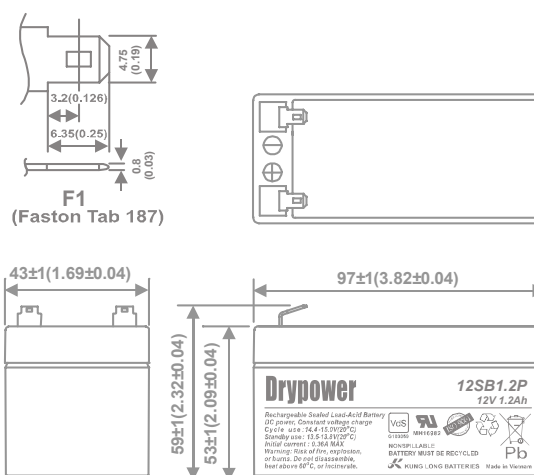 4.75
(0.19)
3.2(0.126)
6.35(0.25)
0.8
(0.03)
F1
(Faston Tab 187)
43±1(1.69±0.04)
97±1(3.82±0.04)
59±1(2.32±0.04)
53±1(2.09±0.04)
Drypower
12SB1.2P
12V 1.2Ah
Rechargeable Sealed Lead-Acid Battery
DC power, Constant voltage charge
Cycle use :14.4-15.0V(20°C)
Standby use : 13.5-13.8V(20°C)
Initial current : 0.36A MAX
Warning: Risk of fire, explosion,
or burns. Do not disassemble,
heat above 60°C, or incinerate.
VdS
MH16982
NONSPILLABLE
BATTERY MUST BE RECYCLED
KUNG LONG BATTERIES Made in Vietnam
Pb